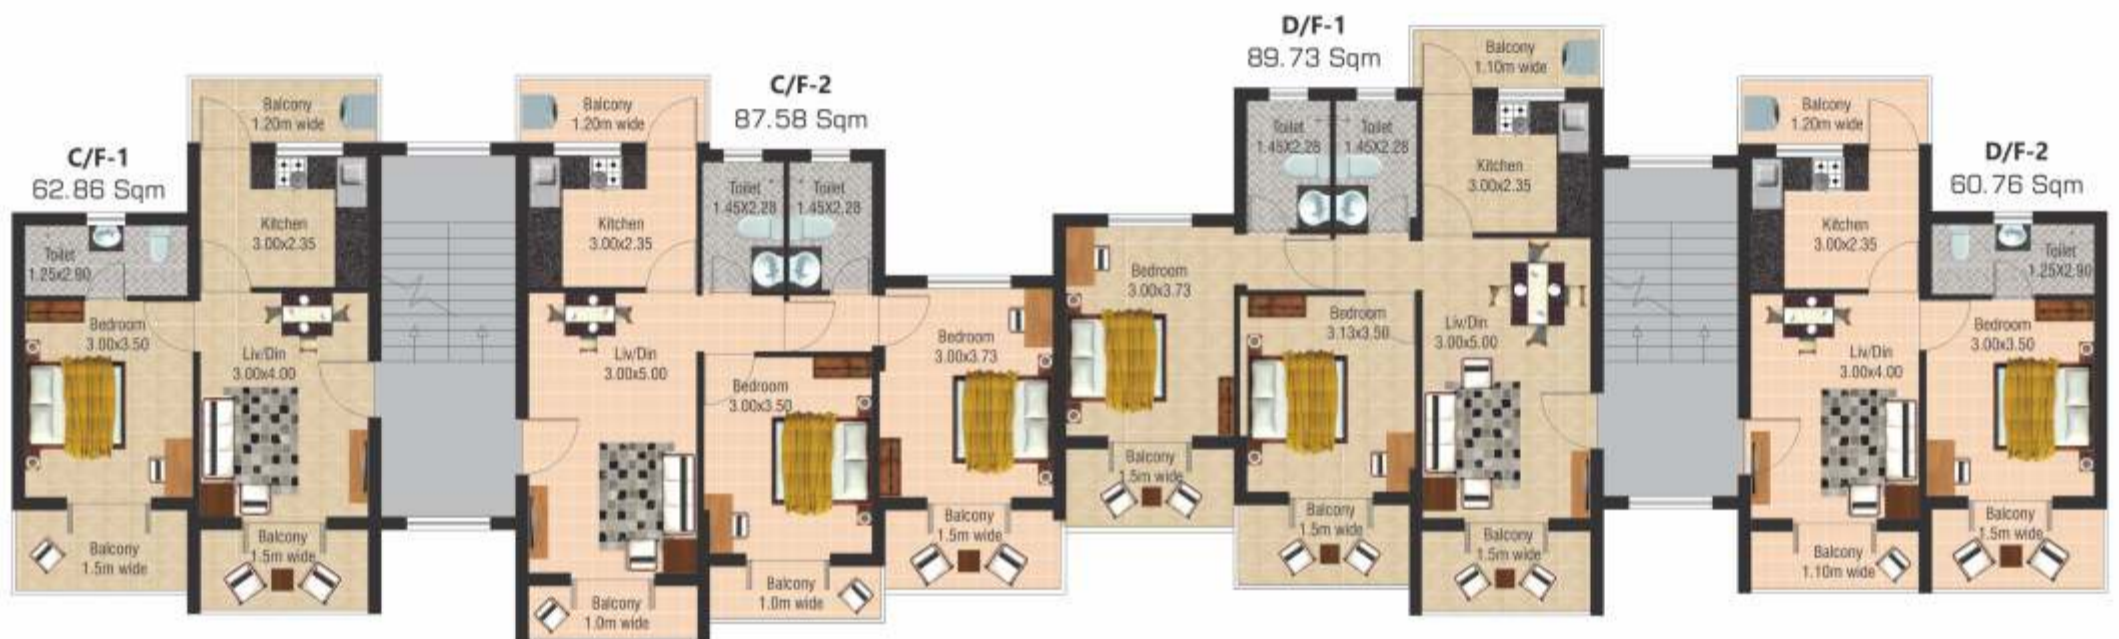 C/F-1
62.86 Sqm
Balcony
1.20m wide
Kitchen
3.00x2.35
Toilet
1.25x2.90
Bedroom
3.00x3.50
Liv/Din
3.00x4.00
Balcony
1.5m wide
Balcony
1.5m wide
C/F-2
87.58 Sqm
Balcony
1.20m wide
Kitchen
3.00x2.35
Toilet
1.45X2.28
Toilet
1.45X2.28
Liv/Din
3.00x5.00
Bedroom
3.00x3.50
Bedroom
3.00x3.73
Balcony
1.0m wide
Balcony
1.0m wide
Balcony
1.5m wide
D/F-1
89.73 Sqm
Balcony
1.10m wide
Toilet
1.45X2.28
Toilet
1.45X2.28
Kitchen
3.00x2.35
Bedroom
3.00x3.73
Bedroom
3.13x3.50
Liv/Din
3.00x5.00
Balcony
1.5m wide
Balcony
1.5m wide
Balcony
1.5m wide
D/F-2
60.76 Sqm
Balcony
1.20m wide
Kitchen
3.00x2.35
Toilet
1.25X2.90
Liv/Din
3.00x4.00
Bedroom
3.00x3.50
Balcony
1.10m wide
Balcony
1.5m wide